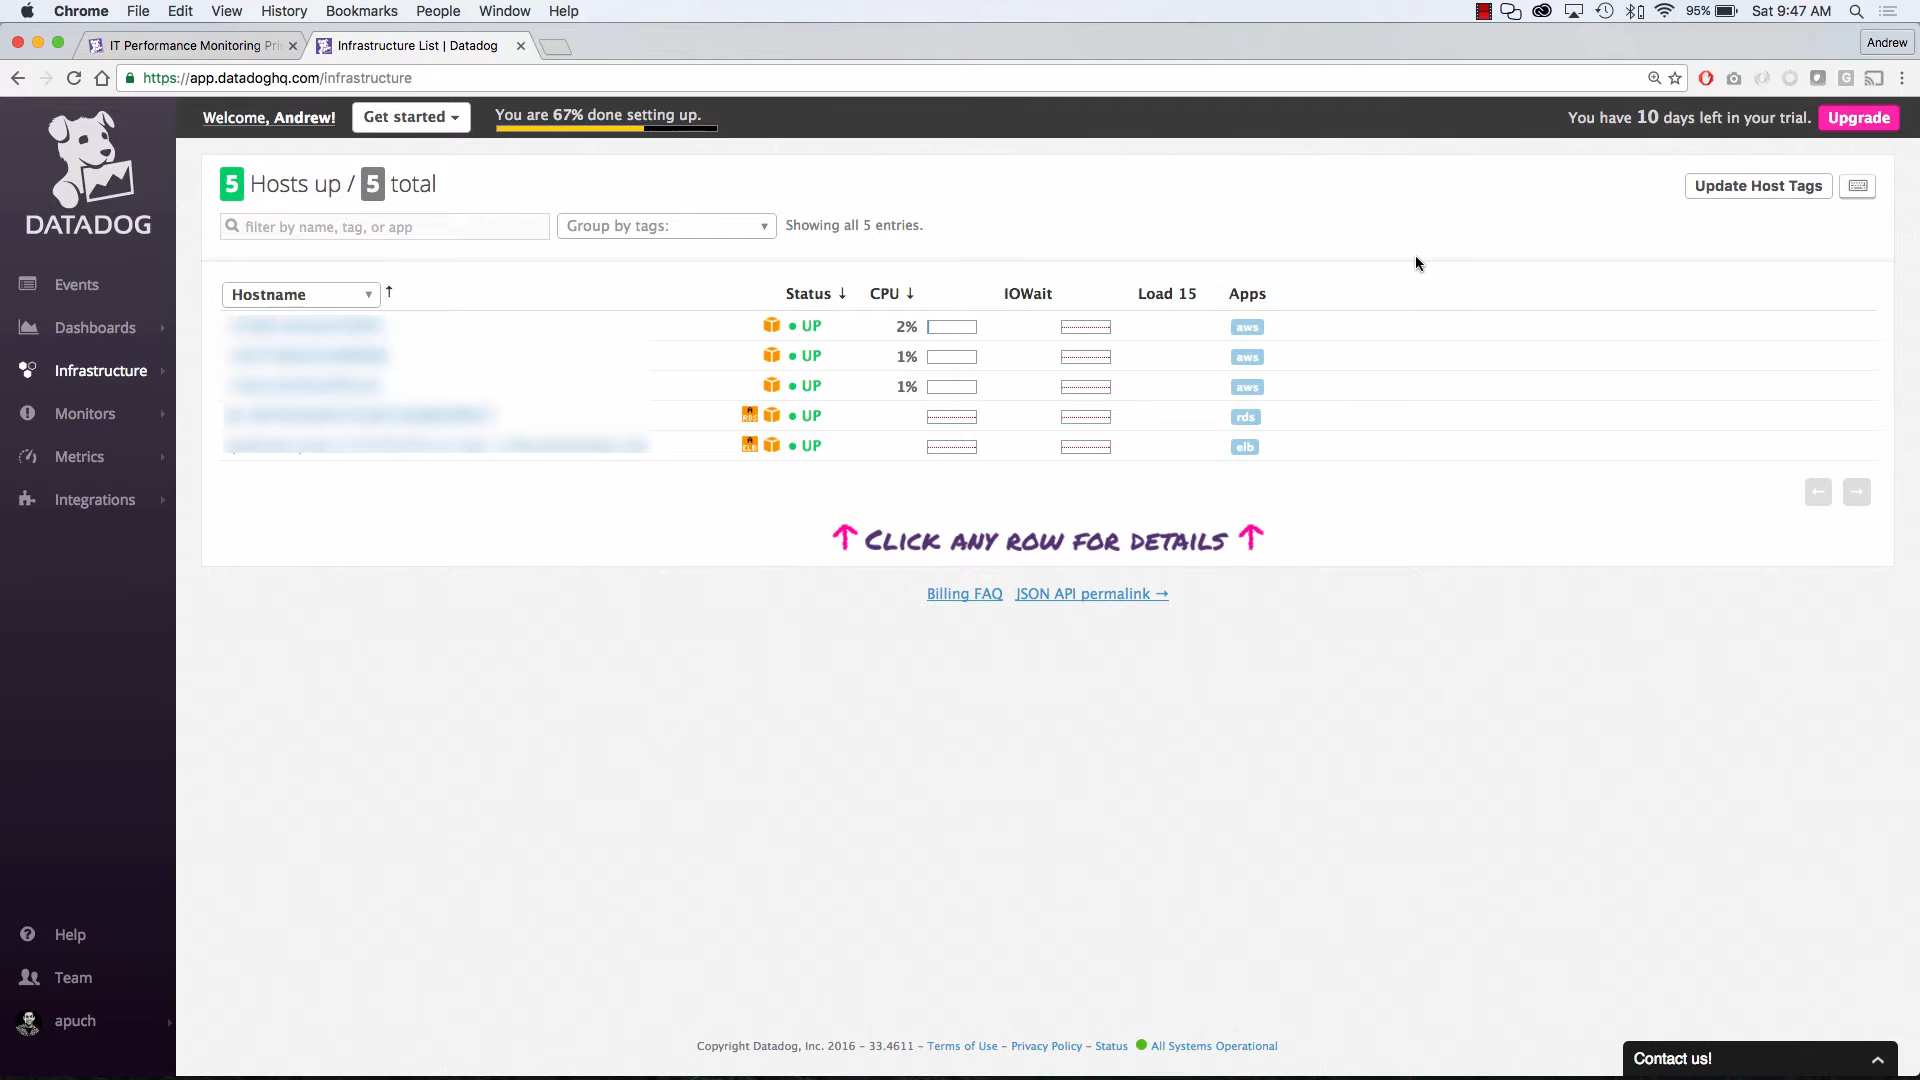 Chrome File Edit View History Bookmarks People Window Help 95% Sat 9:47 AM
IT Performance Monitoring Pri
Infrastructure List | Datadog
Andrew
https://app.datadoghq.com/infrastructure
Welcome, Andrew! Get started You are 67% done setting up. You have 10 days left in your trial. Upgrade
DATADOG
Events
Dashboards
Infrastructure
Monitors
Metrics
Integrations
Help
Team
apuch
5 Hosts up / 5 total
Update Host Tags
filter by name, tag, or app Group by tags: Showing all 5 entries.
Hostname Status CPU IOWait Load 15 Apps
UP 2% aws
UP 1% aws
UP 1% aws
A RDS UP rds
A ELB UP elb
← →
↑ CLICK ANY ROW FOR DETAILS ↑
Billing FAQ JSON API permalink →
Copyright Datadog, Inc. 2016 – 33.4611 – Terms of Use – Privacy Policy – Status All Systems Operational
Contact us!